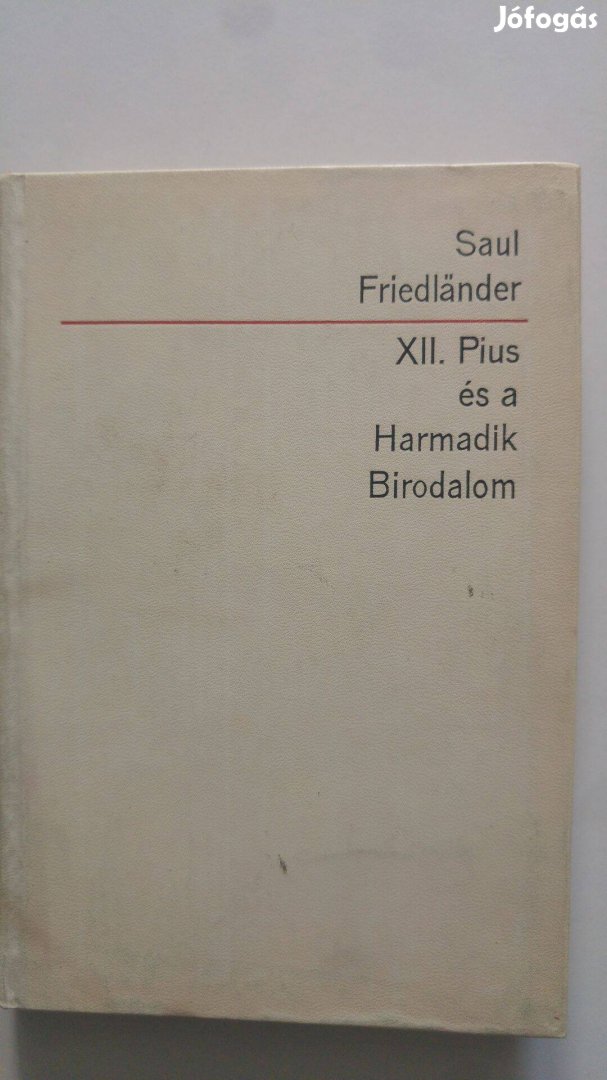 Jófogás
Saul
Friedländer
XII. Pius
és a
Harmadik
Birodalom